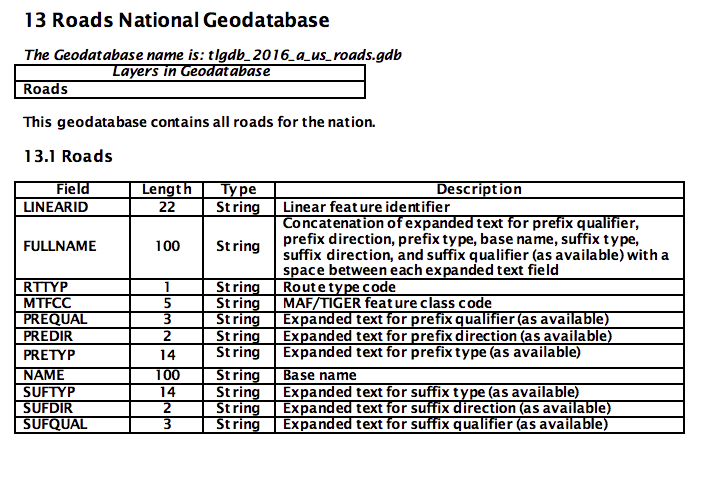 13 Roads National Geodatabase
The Geodatabase name is: tlgdb_2016_a_us_roads.gdb
Layers in Geodatabase
Roads
This geodatabase contains all roads for the nation.
13.1 Roads
Field Length Type Description
LINEARID 22 String Linear feature identifier
FULLNAME 100 String Concatenation of expanded text for prefix qualifier,
prefix direction, prefix type, base name, suffix type,
suffix direction, and suffix qualifier (as available) with a
space between each expanded text field
RTTYP 1 String Route type code
MTFCC 5 String MAF/TIGER feature class code
PREQUAL 3 String Expanded text for prefix qualifier (as available)
PREDIR 2 String Expanded text for prefix direction (as available)
PRETYP 14 String Expanded text for prefix type (as available)
NAME 100 String Base name
SUFTYP 14 String Expanded text for suffix type (as available)
SUFDIR 2 String Expanded text for suffix direction (as available)
SUFQUAL 3 String Expanded text for suffix qualifier (as available)